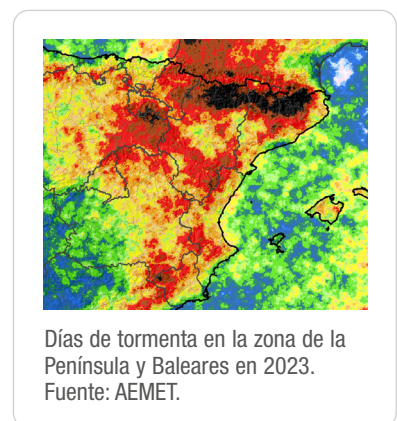 Días de tormenta en la zona de la
Península y Baleares en 2023.
Fuente: AEMET.